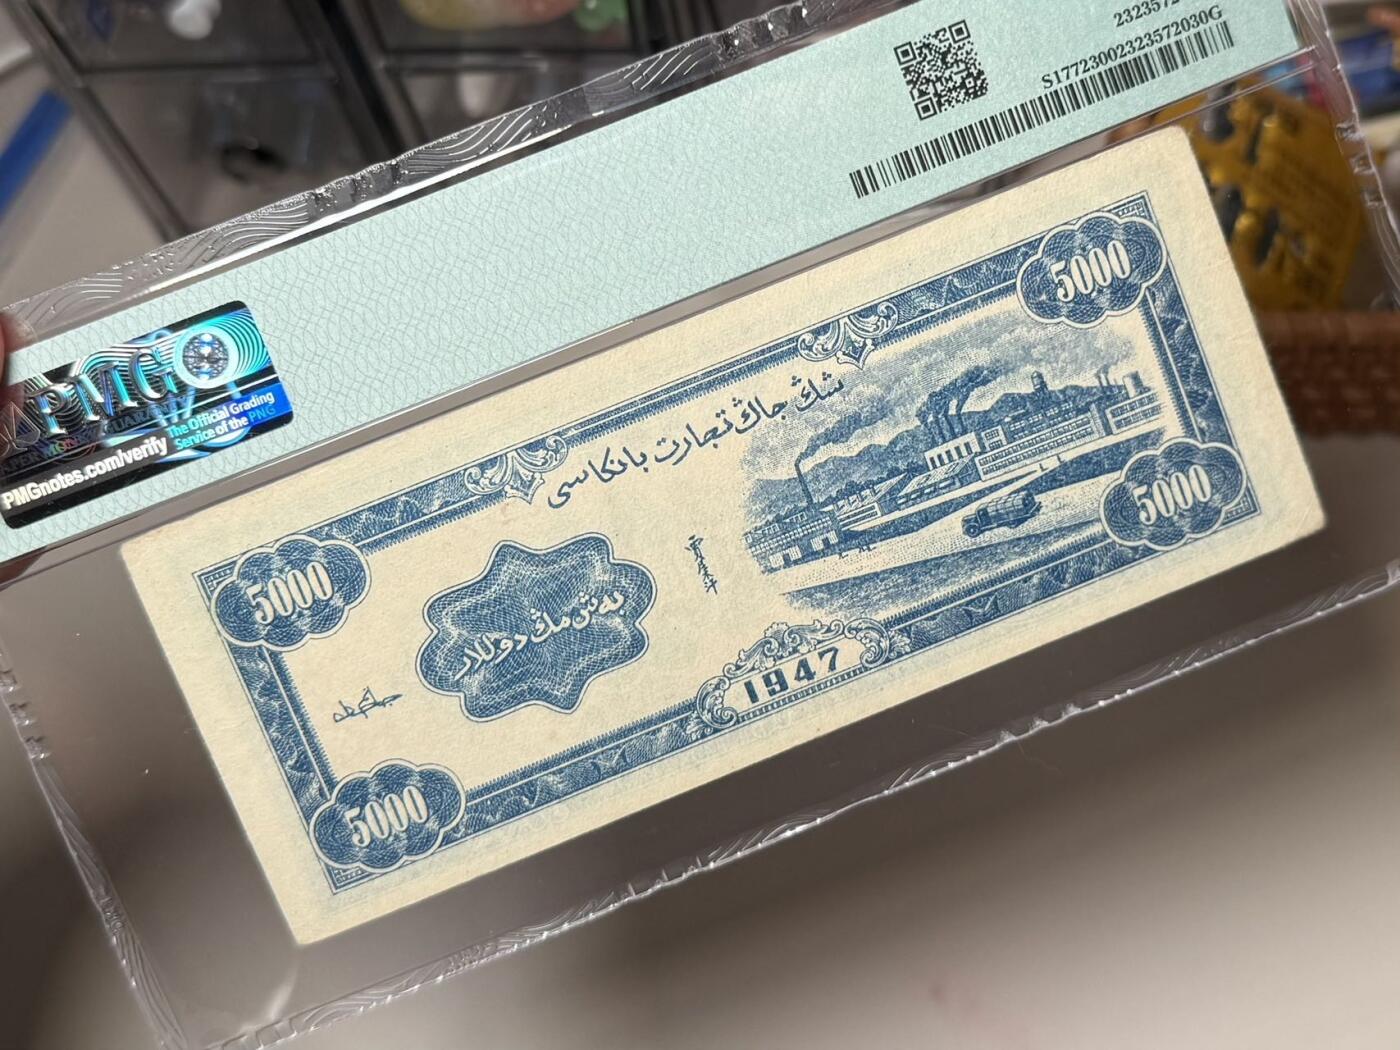 2323572
S17723002323572030G
PMG
The Official Grading
Service of the PNG
PMGnotes.com/verify
5000
شىڭ جاڭ تجارت بانكاسى
5000
5000
بەش مىڭ دوللار
5000
1947